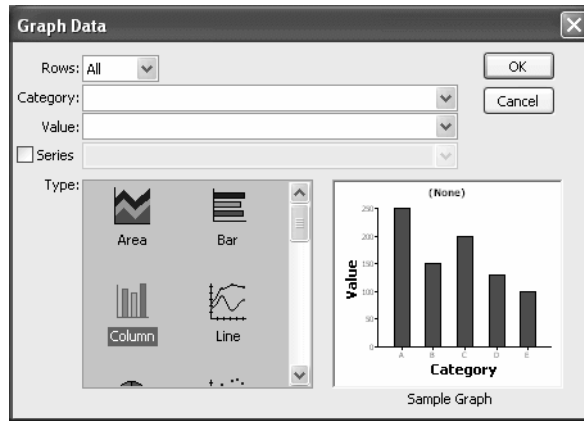 Graph Data
Rows: All
OK
Category:
Cancel
Value:
Series
Type:
Area
Bar
Column
Line
(None)
Value
250
200
150
100
50
0
A B C D E
Category
Sample Graph